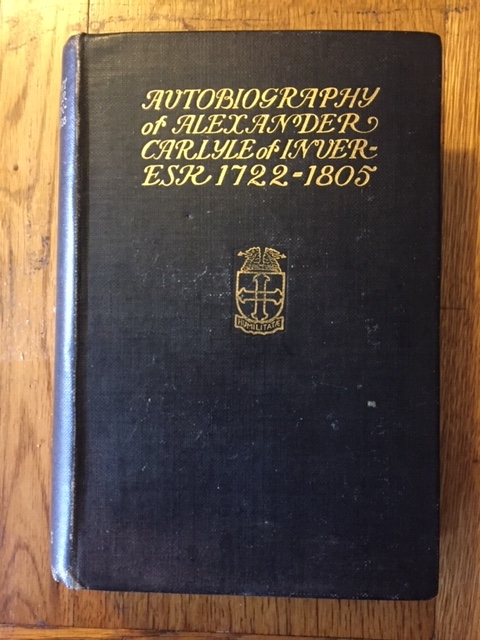 AUTOBIOGRAPHY
of ALEXANDER
CARLYLE of INVER-
ESK 1722-1805
HUMILITATE